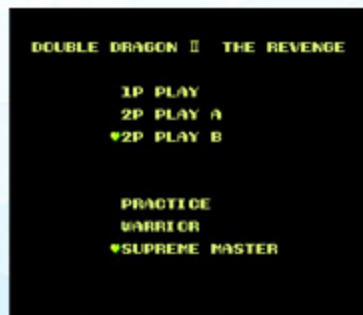 DOUBLE DRAGON II THE REVENGE
1P PLAY
2P PLAY A
♥2P PLAY B
PRACTICE
WARRIOR
♥SUPREME MASTER